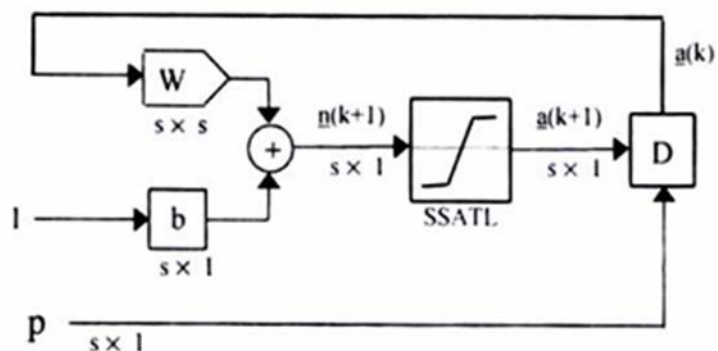 a(k)
W
s × s
+
n(k+1)
s × 1
SSATL
a(k+1)
s × 1
D
1
b
s × 1
p
s × 1